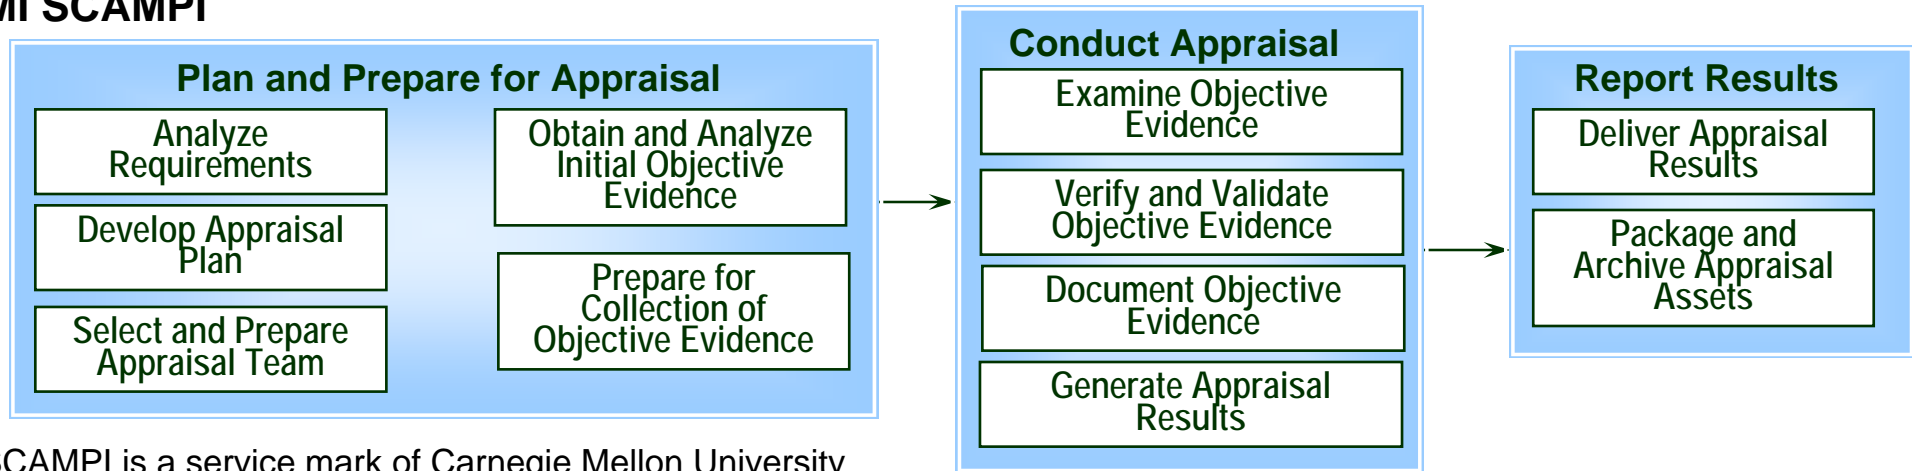 MI SCAMPI
Plan and Prepare for Appraisal
Analyze
Requirements
Develop Appraisal
Plan
Select and Prepare
Appraisal Team
Obtain and Analyze
Initial Objective
Evidence
Prepare for
Collection of
Objective Evidence
Conduct Appraisal
Examine Objective
Evidence
Verify and Validate
Objective Evidence
Document Objective
Evidence
Generate Appraisal
Results
Report Results
Deliver Appraisal
Results
Package and
Archive Appraisal
Assets
SCAMPI is a service mark of Carnegie Mellon University